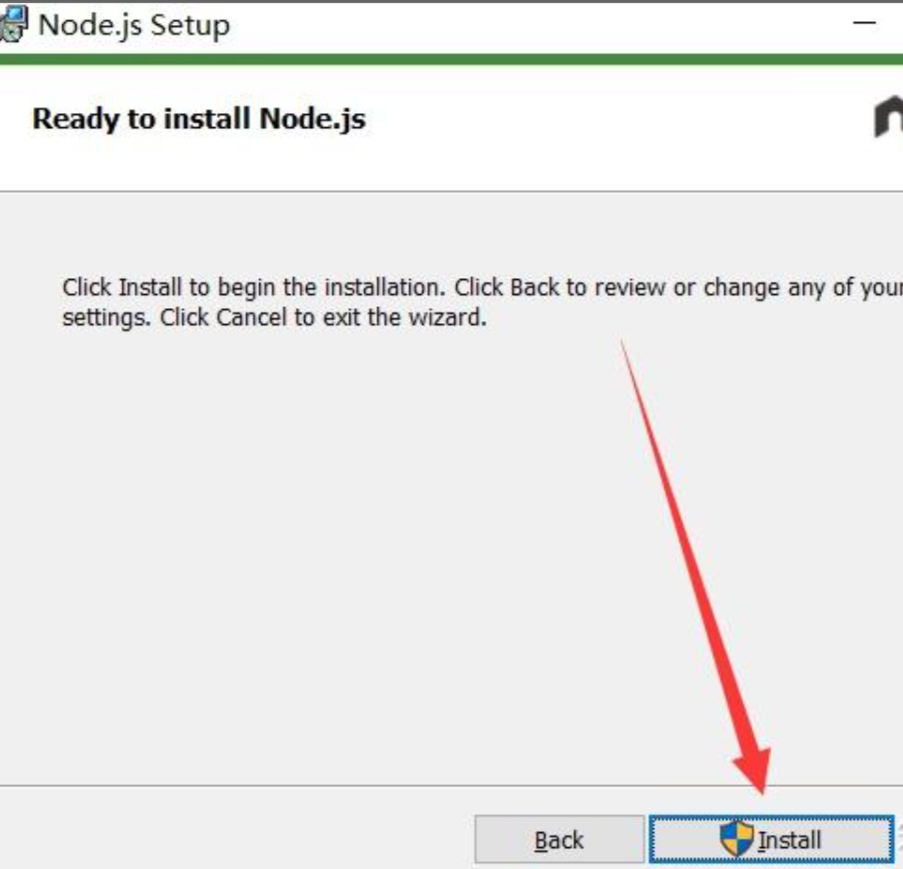 Node.js Setup
Ready to install Node.js
Click Install to begin the installation. Click Back to review or change any of your
settings. Click Cancel to exit the wizard.
Back
Install